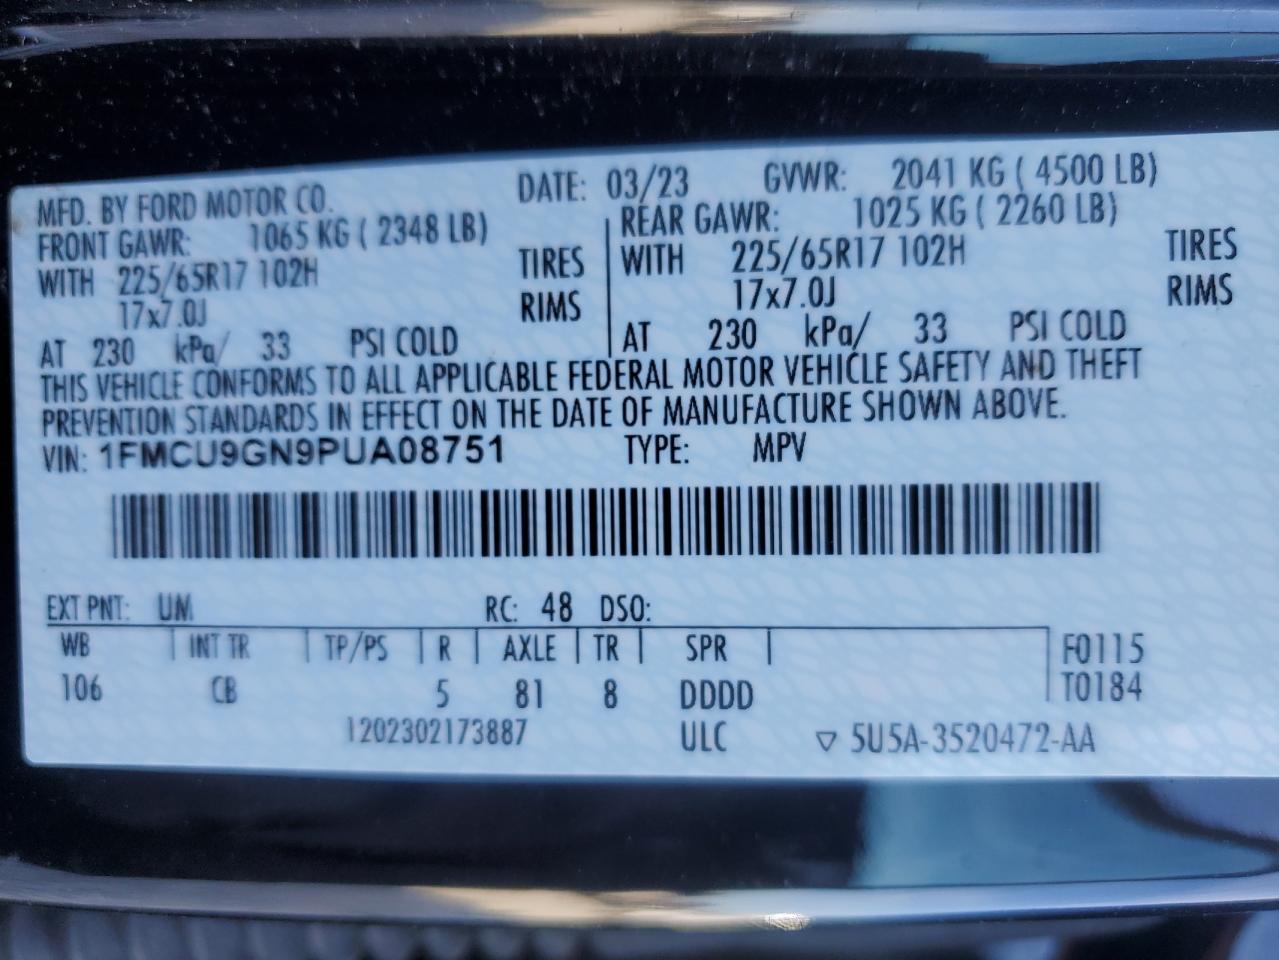 MFD. BY FORD MOTOR CO. DATE: 03/23 GVWR: 2041 KG ( 4500 LB)
FRONT GAWR: 1065 KG ( 2348 LB) REAR GAWR: 1025 KG ( 2260 LB)
WITH 225/65R17 102H TIRES WITH 225/65R17 102H TIRES
17x7.0J RIMS 17x7.0J RIMS
AT 230 kPa/ 33 PSI COLD AT 230 kPa/ 33 PSI COLD
THIS VEHICLE CONFORMS TO ALL APPLICABLE FEDERAL MOTOR VEHICLE SAFETY AND THEFT
PREVENTION STANDARDS IN EFFECT ON THE DATE OF MANUFACTURE SHOWN ABOVE.
VIN: 1FMCU9GN9PUA08751 TYPE: MPV
EXT PNT: UM RC: 48 DSO:
WB INT TR TP/PS R AXLE TR SPR F0115
106 CB 5 81 8 DDDD T0184
1202302173887 ULC ▽ 5U5A-3520472-AA